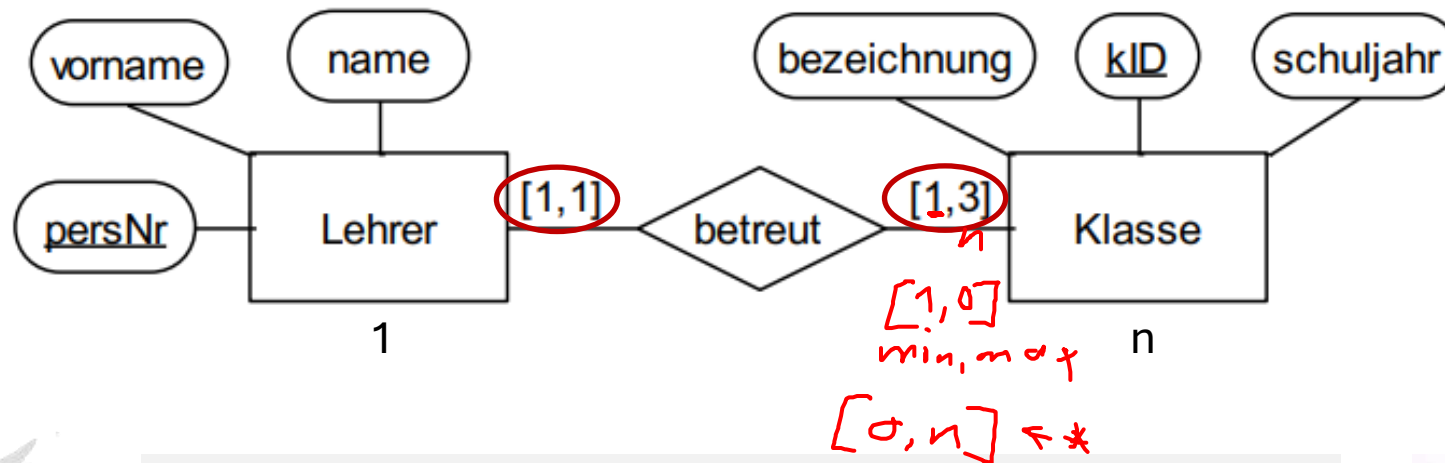 vorname
name
bezeichnung
kID
schuljahr
persNr
Lehrer
[1,1]
betreut
[1,3]
Klasse
n
1
[1,0]
n
min, max
[0,n] ← *